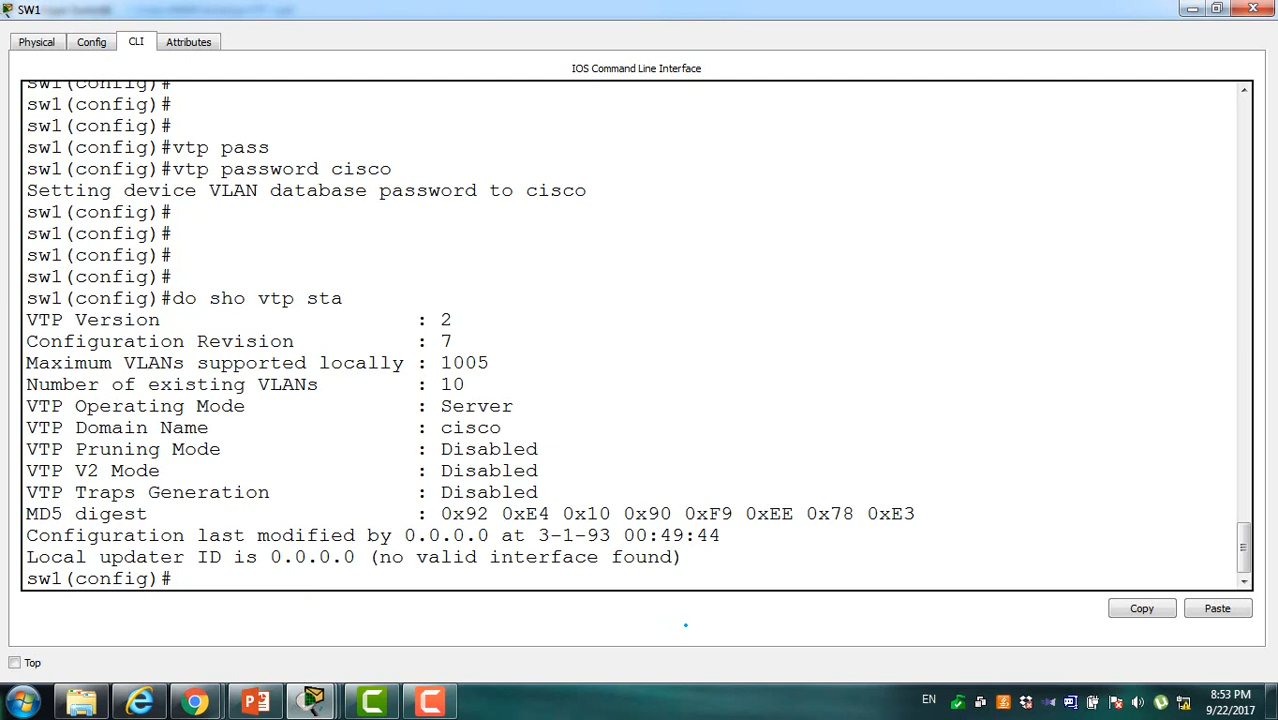 SW1
Physical
Config
CLI
Attributes
IOS Command Line Interface
sw1(config)#
sw1(config)#
sw1(config)#
sw1(config)#vtp pass
sw1(config)#vtp password cisco
Setting device VLAN database password to cisco
sw1(config)#
sw1(config)#
sw1(config)#
sw1(config)#
sw1(config)#do sho vtp sta
VTP Version : 2
Configuration Revision : 7
Maximum VLANs supported locally : 1005
Number of existing VLANs : 10
VTP Operating Mode : Server
VTP Domain Name : cisco
VTP Pruning Mode : Disabled
VTP V2 Mode : Disabled
VTP Traps Generation : Disabled
MD5 digest : 0x92 0xE4 0x10 0x90 0xF9 0xEE 0x78 0xE3
Configuration last modified by 0.0.0.0 at 3-1-93 00:49:44
Local updater ID is 0.0.0.0 (no valid interface found)
sw1(config)#
Copy
Paste
Top
EN
8:53 PM
9/22/2017